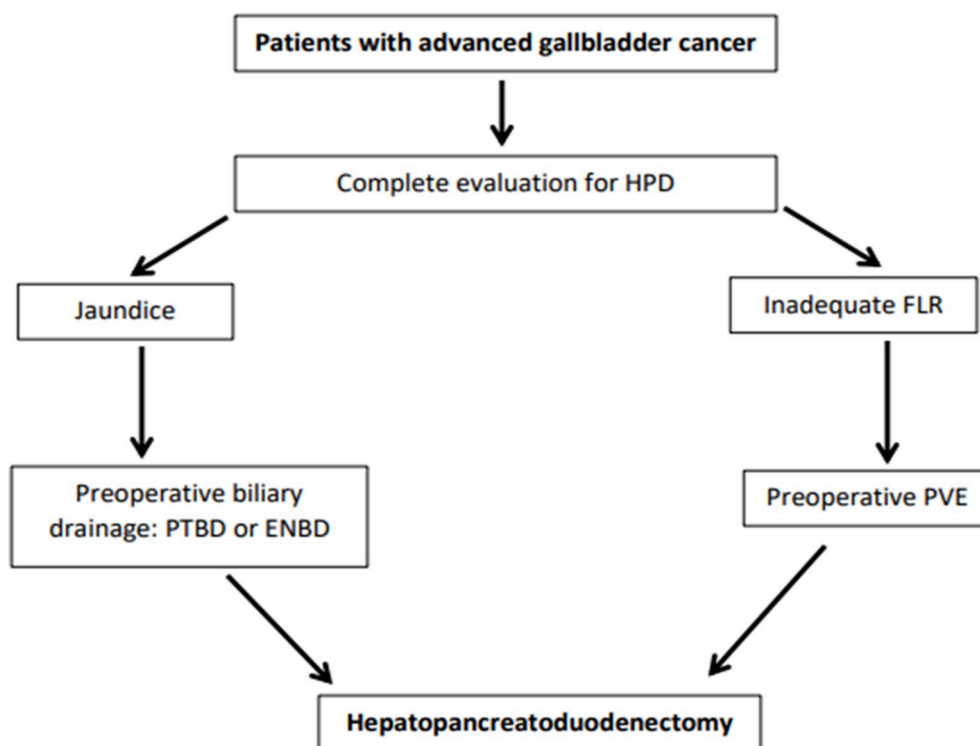 Patients with advanced gallbladder cancer
Complete evaluation for HPD
Jaundice
Inadequate FLR
Preoperative biliary
drainage: PTBD or ENBD
Preoperative PVE
Hepatopancreatoduodenectomy